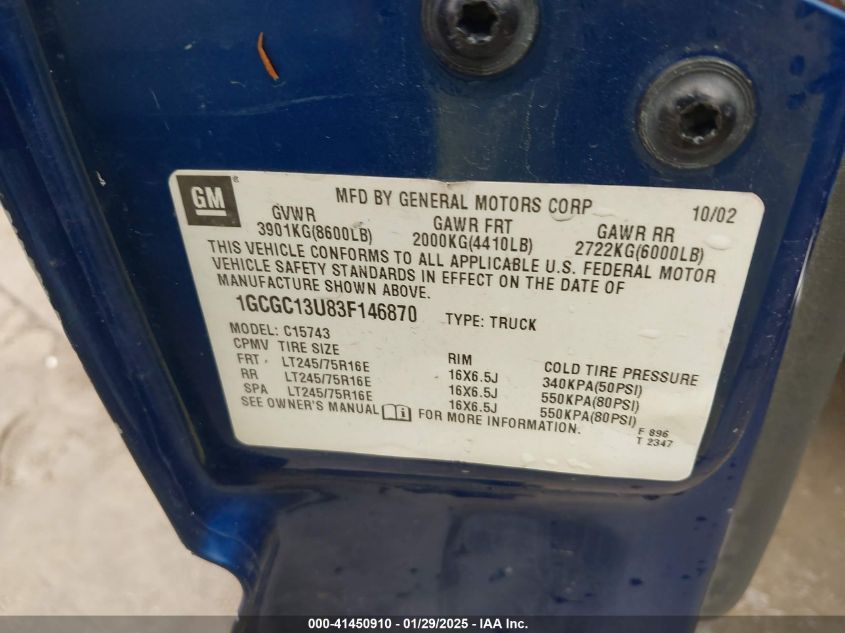 GM ®
MFD BY GENERAL MOTORS CORP 10/02
GVWR GAWR FRT GAWR RR
3901KG(8600LB) 2000KG(4410LB) 2722KG(6000LB)
THIS VEHICLE CONFORMS TO ALL APPLICABLE U.S. FEDERAL MOTOR
VEHICLE SAFETY STANDARDS IN EFFECT ON THE DATE OF
MANUFACTURE SHOWN ABOVE.
1GCGC13U83F146870 TYPE: TRUCK
MODEL: C15743
CPMV TIRE SIZE RIM COLD TIRE PRESSURE
FRT LT245/75R16E 16X6.5J 340KPA(50PSI)
RR LT245/75R16E 16X6.5J 550KPA(80PSI)
SPA LT245/75R16E 16X6.5J 550KPA(80PSI)
SEE OWNER'S MANUAL FOR MORE INFORMATION.
F 896
T 2347
000-41450910 - 01/29/2025 - IAA Inc.